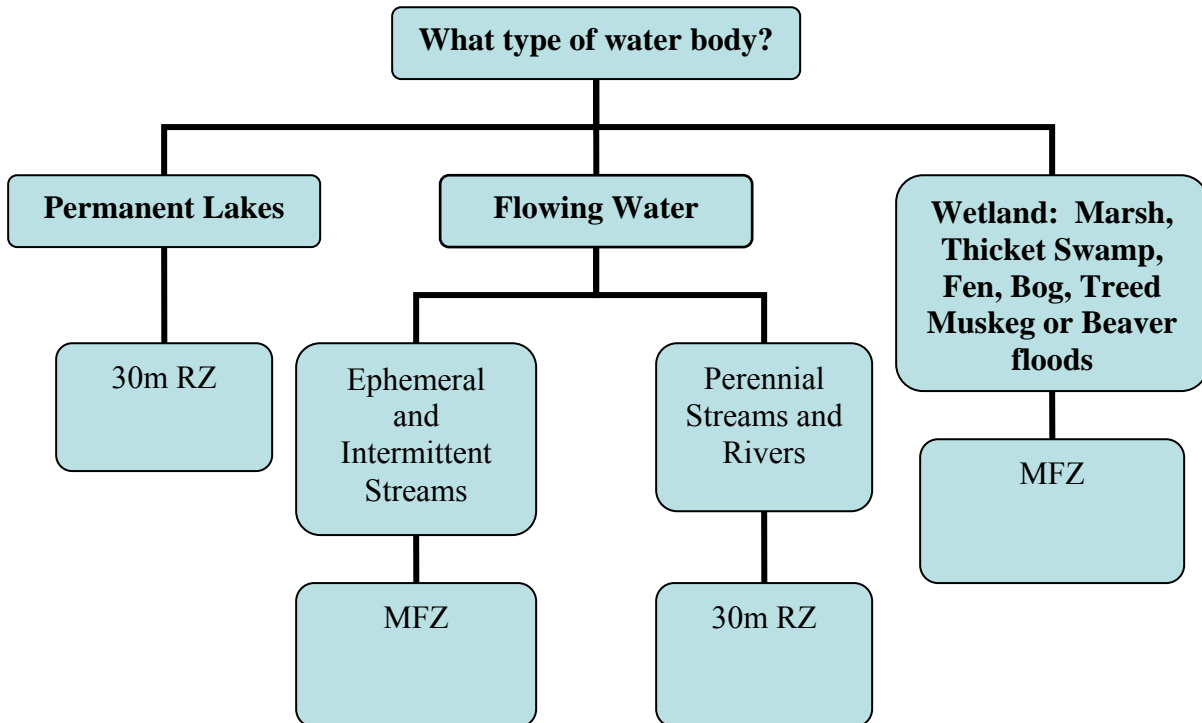 What type of water body?
Permanent Lakes
Flowing Water
Wetland: Marsh,
Thicket Swamp,
Fen, Bog, Treed
Muskeg or Beaver
floods
30m RZ
Ephemeral
and
Intermittent
Streams
Perennial
Streams and
Rivers
MFZ
MFZ
30m RZ